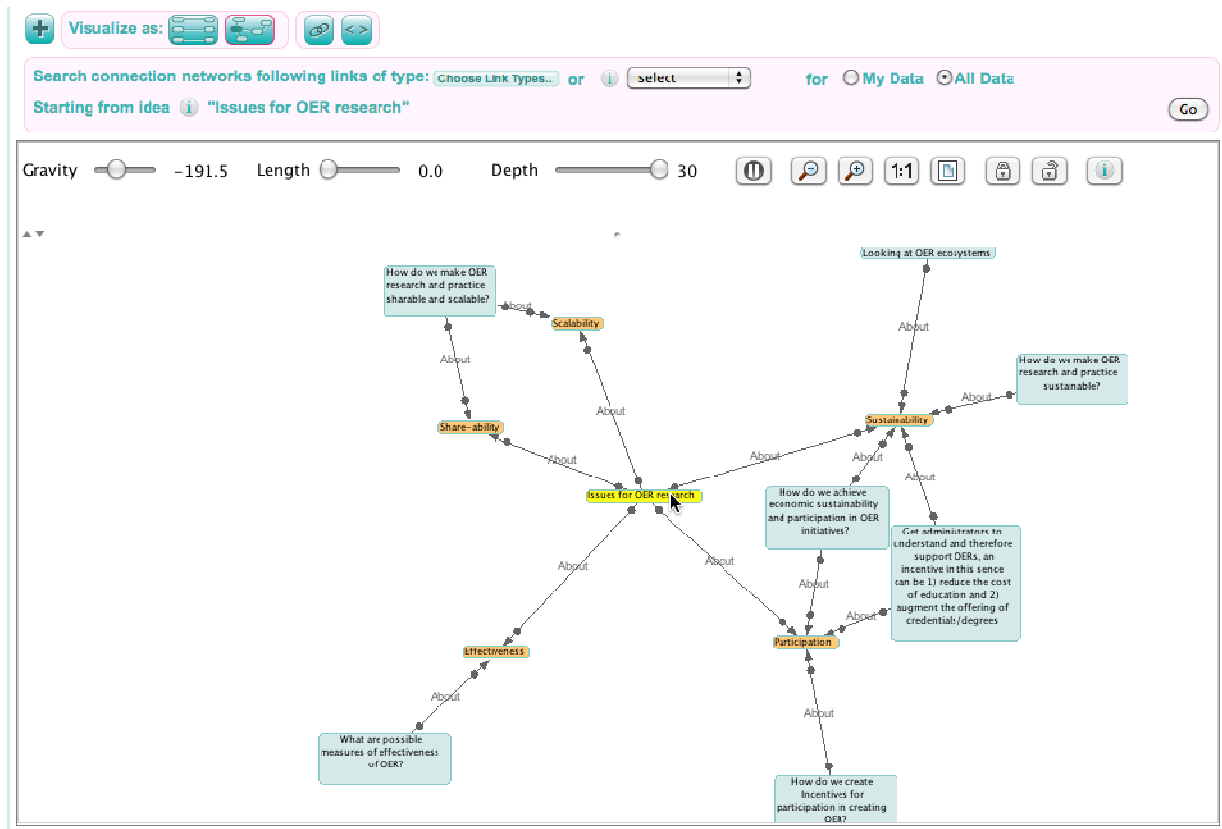 Visualize as:
Search connection networks following links of type: Choose Link Types... or select for My Data All Data
Starting from idea "Issues for OER research"
Go
Gravity -191.5 Length 0.0 Depth 30 1:1
Looking at OER ecosystems
How do we make OER
research and practice
sharable and scalable?
About
Scalability
About
About
How do we make OER
research and practice
sustainable?
About
About
Share-ability
Sustainability
About
About
About
About
About
Issues for OER research
How do we achieve
economic sustainability
and participation in OER
initiatives?
Get administrators to
understand and therefore
support OERs, an
incentive in this sence
can be 1) reduce the cost
of education and 2)
augment the offering of
credentials/degrees
About
About
About
About
Participation
Effectiveness
About
About
What are possible
measures of effectiveness
of OER?
How do we create
Incentives for
participation in creating
OER?